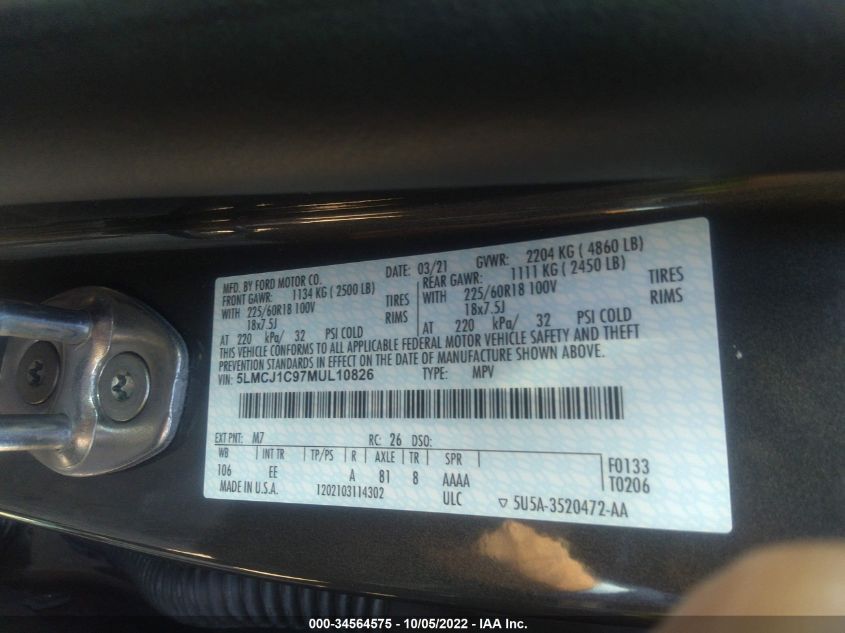 MFD. BY FORD MOTOR CO. DATE: 03/21 GVWR: 2204 KG ( 4860 LB)
FRONT GAWR: 1134 KG ( 2500 LB) REAR GAWR: 1111 KG ( 2450 LB)
WITH 225/60R18 100V TIRES WITH 225/60R18 100V TIRES
18x7.5J RIMS 18x7.5J RIMS
AT 220 kPa/ 32 PSI COLD AT 220 kPa/ 32 PSI COLD
THIS VEHICLE CONFORMS TO ALL APPLICABLE FEDERAL MOTOR VEHICLE SAFETY AND THEFT
PREVENTION STANDARDS IN EFFECT ON THE DATE OF MANUFACTURE SHOWN ABOVE.
VIN: 5LMCJ1C97MUL10826 TYPE: MPV
EXT PNT: M7 RC: 26 DSO:
WB INT TR TP/PS R AXLE TR SPR
106 EE A 81 8 AAAA F0133
T0206
MADE IN U.S.A. 1202103114302 ULC ▽ 5U5A-3520472-AA
000-34564575 - 10/05/2022 - IAA Inc.